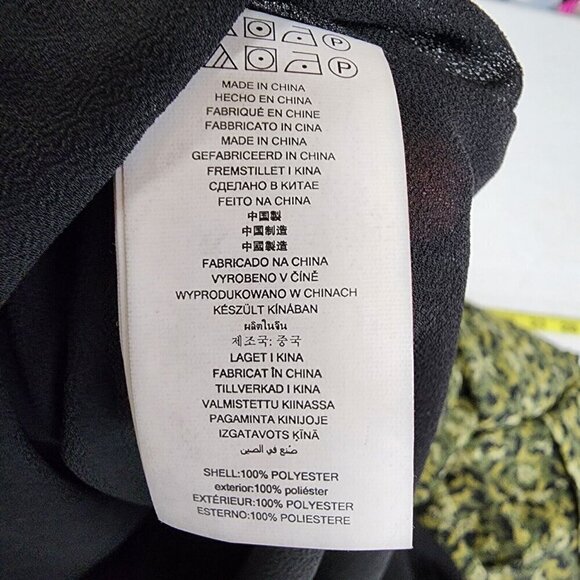 P
P
MADE IN CHINA
HECHO EN CHINA
FABRIQUÉ EN CHINE
FABBRICATO IN CINA
MADE IN CHINA
GEFABRICEERD IN CHINA
FREMSTILLET I KINA
СДЕЛАНО В КИТАЕ
FEITO NA CHINA
中国製
中国制造
中國製造
FABRICADO NA CHINA
VYROBENO V ČÍNĚ
WYPRODUKOWANO W CHINACH
KÉSZÜLT KÍNÁBAN
ผลิตในจีน
제조국: 중국
LAGET I KINA
FABRICAT ÎN CHINA
TILLVERKAD I KINA
VALMISTETTU KIINASSA
PAGAMINTA KINIJOJE
IZGATAVOTS ĶĪNĀ
صنع في الصين
SHELL:100% POLYESTER
exterior:100% poliéster
EXTÉRIEUR:100% POLYESTER
ESTERNO:100% POLIESTERE